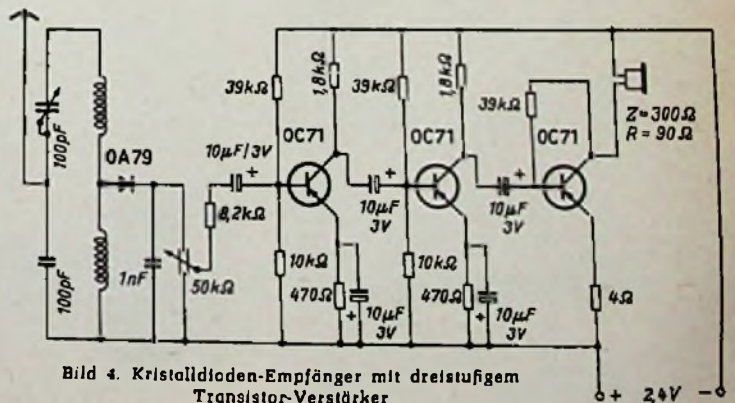 100pF
100pF
OA79
1nF
50kΩ
8,2kΩ
10µF/3V
+
39kΩ
10kΩ
1,8kΩ
OC71
470Ω
+
10µF
3V
+
10µF
3V
39kΩ
10kΩ
1,8kΩ
OC71
470Ω
+
10µF
3V
+
10µF
3V
39kΩ
OC71
4Ω
Z=300Ω
R=90Ω
+ 2,4V -
Bild 4. Kristalldioden-Empfänger mit dreistufigem
Transistor-Verstärker